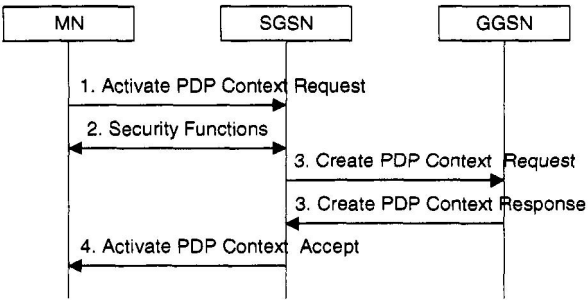 MN
SGSN
GGSN
1. Activate PDP Context Request
2. Security Functions
3. Create PDP Context Request
3. Create PDP Context Response
4. Activate PDP Context Accept